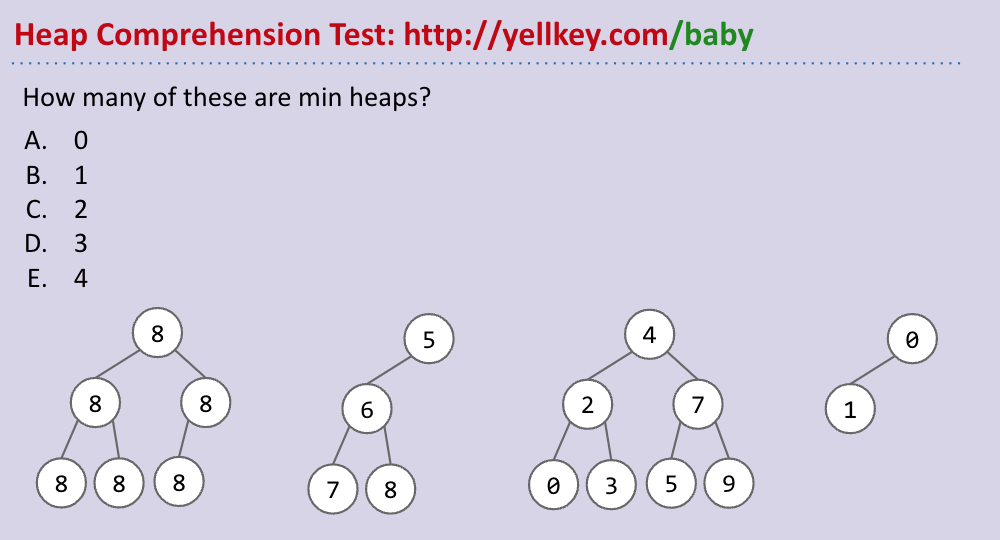 Heap Comprehension Test: http://yellkey.com/baby
How many of these are min heaps?
A. 0
B. 1
C. 2
D. 3
E. 4
8 5 4 0
8 8 6 2 7 1
8 8 8 7 8 0 3 5 9